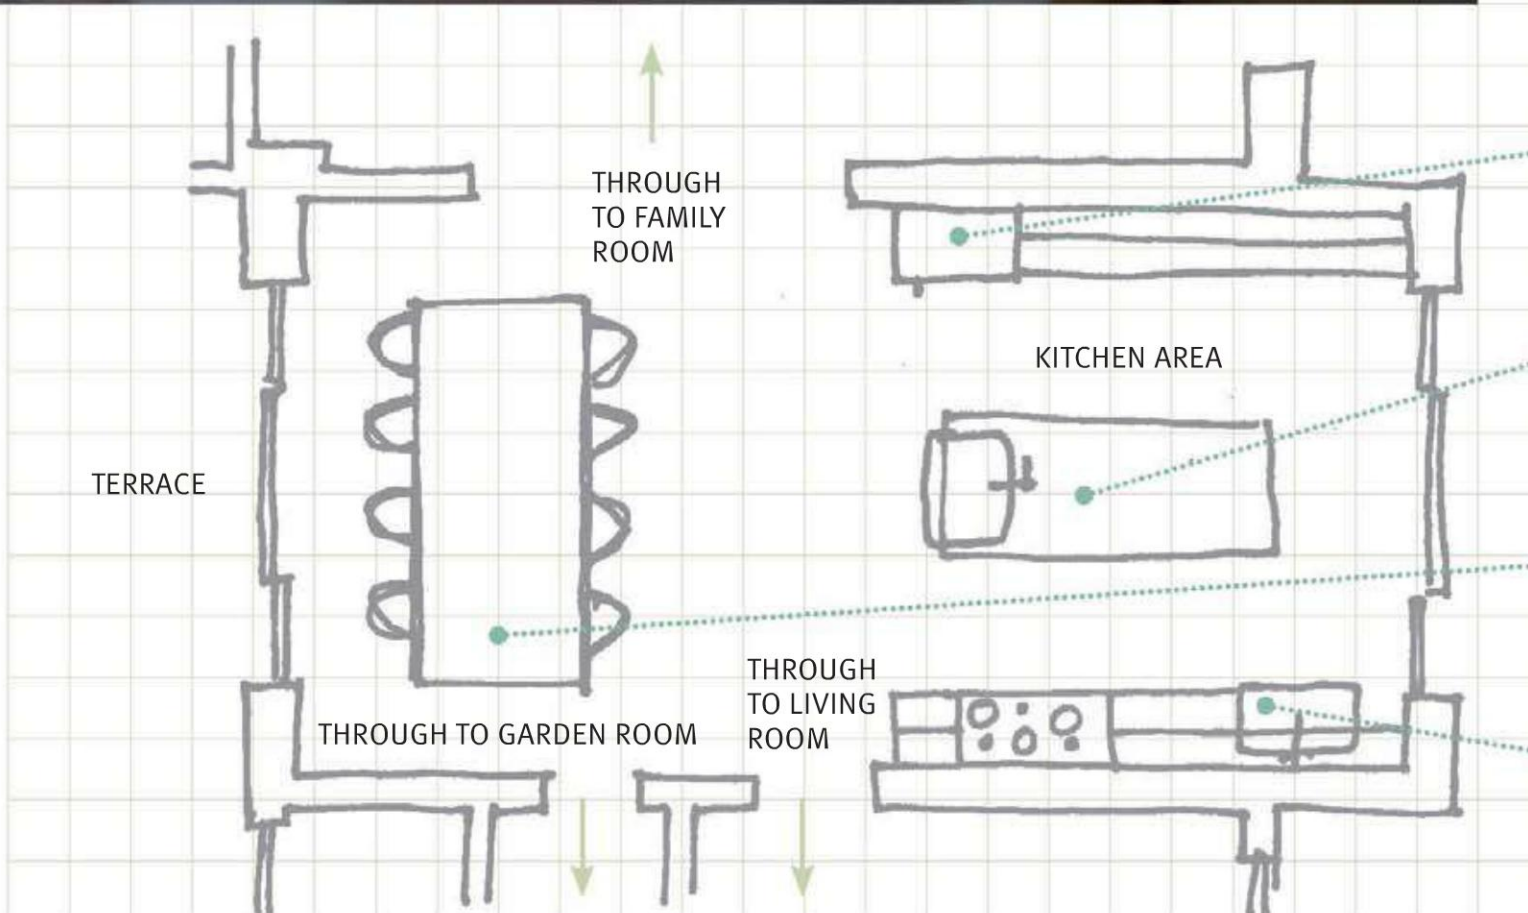 THROUGH
TO FAMILY
ROOM
KITCHEN AREA
TERRACE
THROUGH
TO LIVING
ROOM
THROUGH TO GARDEN ROOM